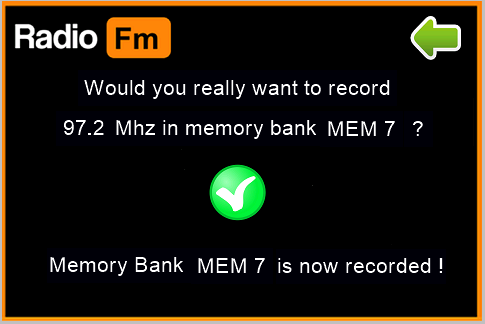 Radio Fm
Would you really want to record
97.2 Mhz in memory bank MEM 7 ?
Memory Bank MEM 7 is now recorded !